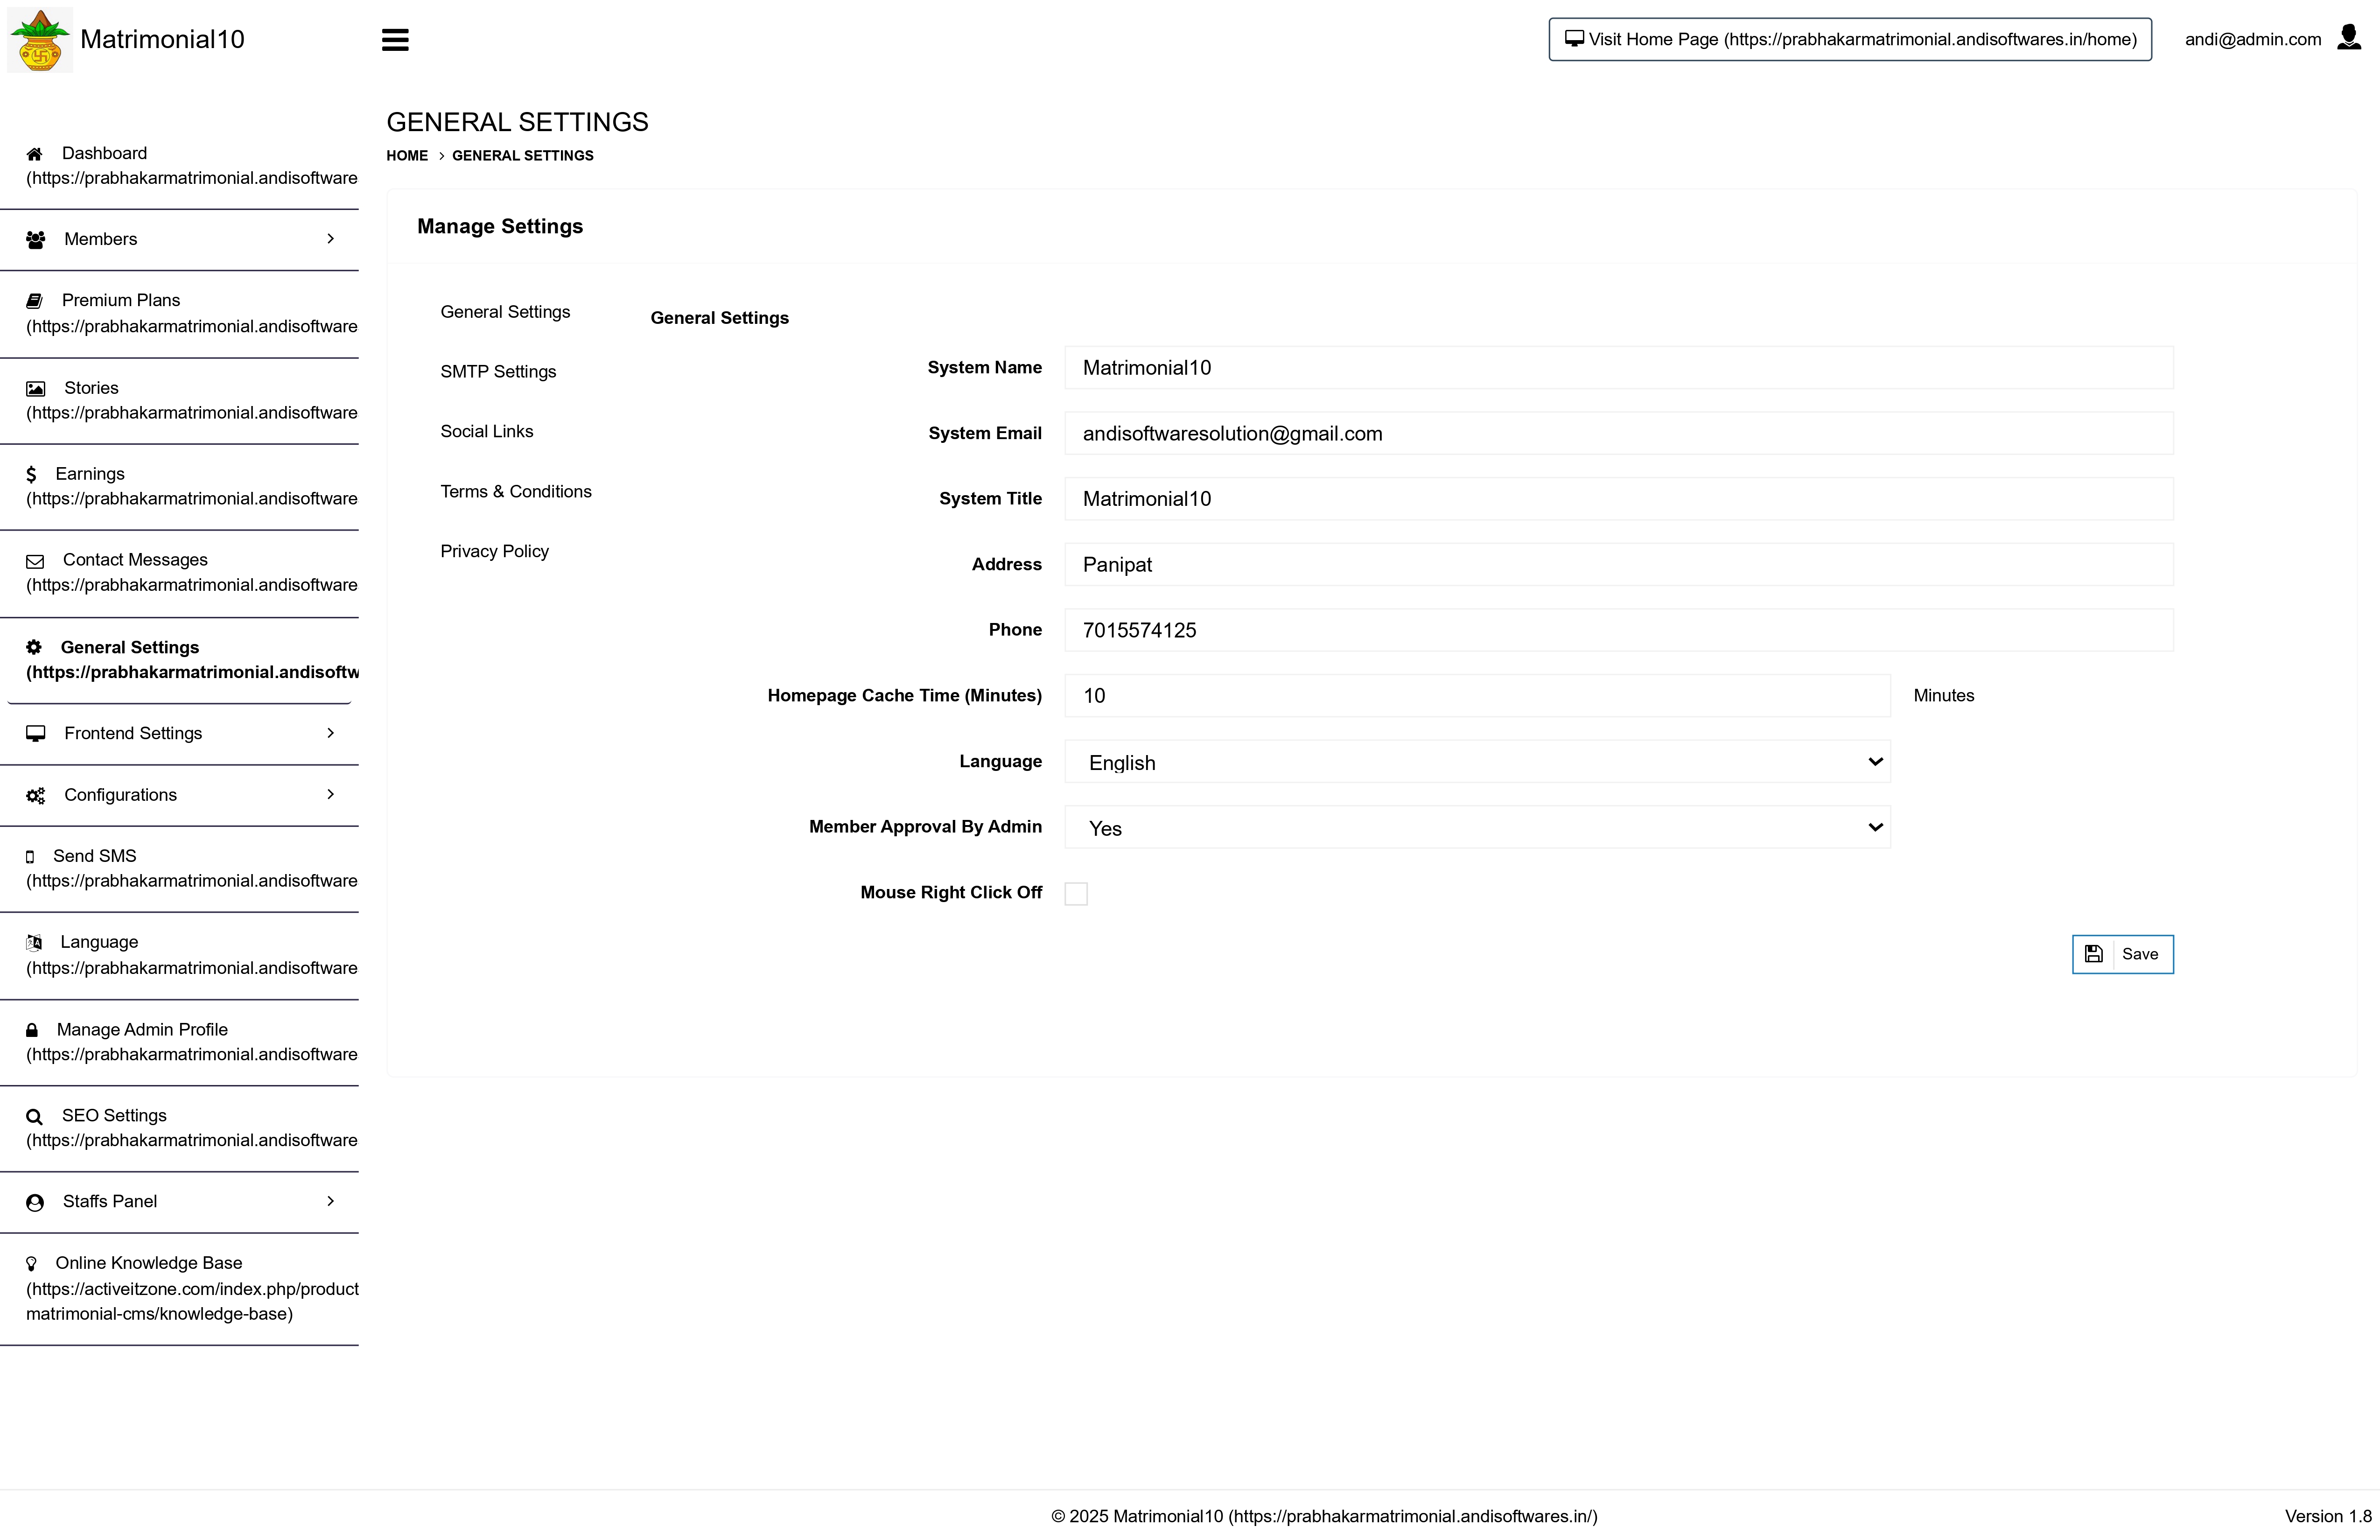 Matrimonial10
Visit Home Page (https://prabhakarmatrimonial.andisoftwares.in/home)
andi@admin.com
Dashboard
(https://prabhakarmatrimonial.andisoftware
Members
Premium Plans
(https://prabhakarmatrimonial.andisoftware
Stories
(https://prabhakarmatrimonial.andisoftware
Earnings
(https://prabhakarmatrimonial.andisoftware
Contact Messages
(https://prabhakarmatrimonial.andisoftware
General Settings
(https://prabhakarmatrimonial.andisoftw
Frontend Settings
Configurations
Send SMS
(https://prabhakarmatrimonial.andisoftware
Language
(https://prabhakarmatrimonial.andisoftware
Manage Admin Profile
(https://prabhakarmatrimonial.andisoftware
SEO Settings
(https://prabhakarmatrimonial.andisoftware
Staffs Panel
Online Knowledge Base
(https://activeitzone.com/index.php/product
matrimonial-cms/knowledge-base)
GENERAL SETTINGS
HOME > GENERAL SETTINGS
Manage Settings
General Settings
SMTP Settings
Social Links
Terms & Conditions
Privacy Policy
General Settings
System Name Matrimonial10
System Email andisoftwaresolution@gmail.com
System Title Matrimonial10
Address Panipat
Phone 7015574125
Homepage Cache Time (Minutes) 10 Minutes
Language English
Member Approval By Admin Yes
Mouse Right Click Off
Save
© 2025 Matrimonial10 (https://prabhakarmatrimonial.andisoftwares.in/)
Version 1.8